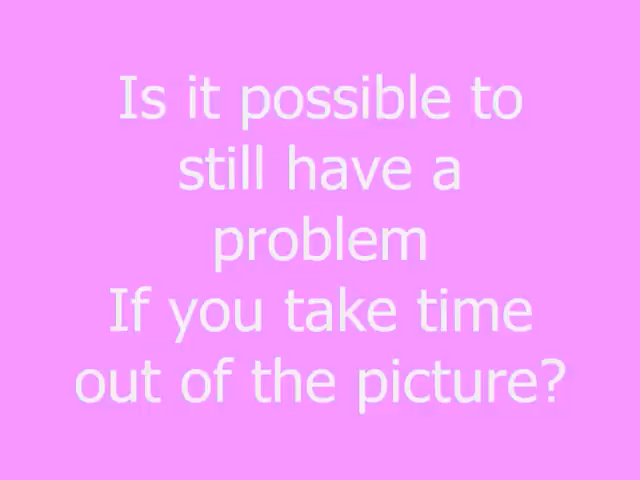 Is it possible to
still have a
problem
If you take time
out of the picture?